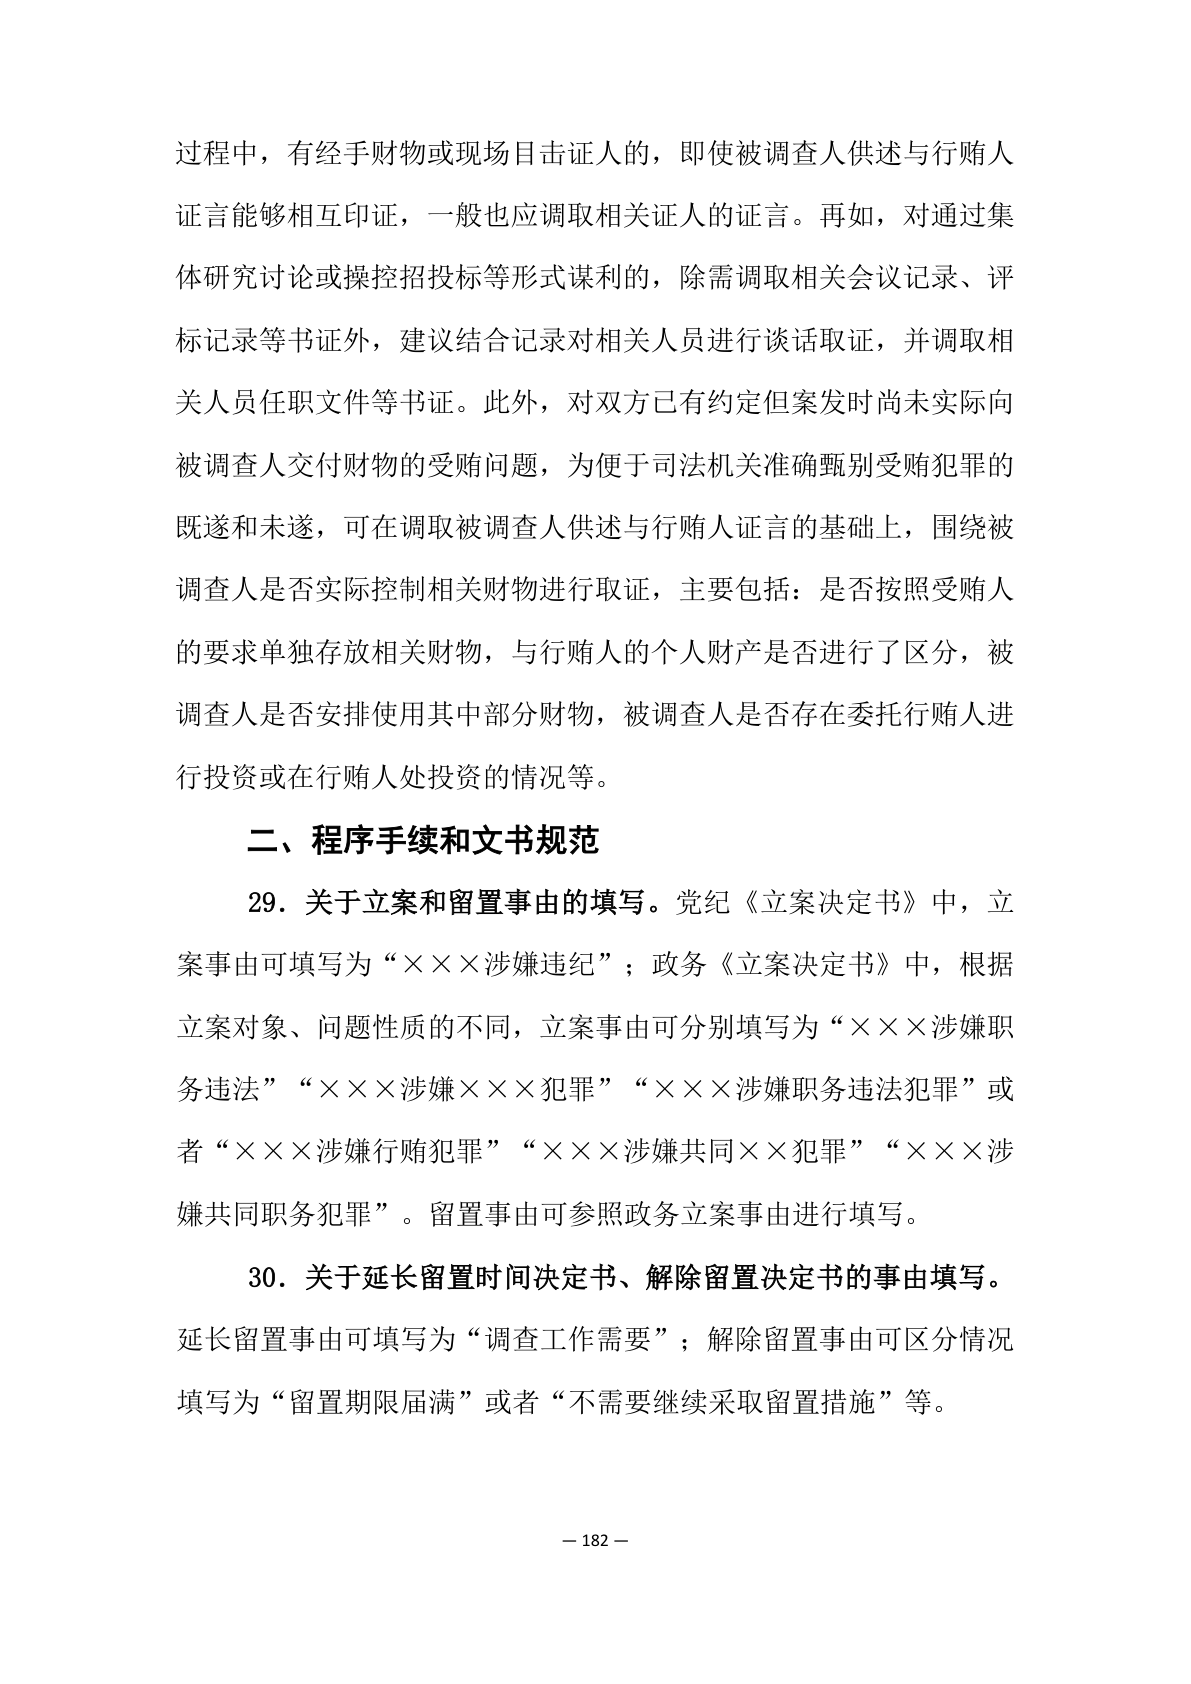 过程中，有经手财物或现场目击证人的，即使被调查人供述与行贿人
证言能够相互印证，一般也应调取相关证人的证言。再如，对通过集
体研究讨论或操控招投标等形式谋利的，除需调取相关会议记录、评
标记录等书证外，建议结合记录对相关人员进行谈话取证，并调取相
关人员任职文件等书证。此外，对双方已有约定但案发时尚未实际向
被调查人交付财物的受贿问题，为便于司法机关准确甄别受贿犯罪的
既遂和未遂，可在调取被调查人供述与行贿人证言的基础上，围绕被
调查人是否实际控制相关财物进行取证，主要包括：是否按照受贿人
的要求单独存放相关财物，与行贿人的个人财产是否进行了区分，被
调查人是否安排使用其中部分财物，被调查人是否存在委托行贿人进
行投资或在行贿人处投资的情况等。
二、程序手续和文书规范
29．关于立案和留置事由的填写。党纪《立案决定书》中，立
案事由可填写为“×××涉嫌违纪”；政务《立案决定书》中，根据
立案对象、问题性质的不同，立案事由可分别填写为“×××涉嫌职
务违法”“×××涉嫌×××犯罪”“×××涉嫌职务违法犯罪”或
者“×××涉嫌行贿犯罪”“×××涉嫌共同××犯罪”“×××涉
嫌共同职务犯罪”。留置事由可参照政务立案事由进行填写。
30．关于延长留置时间决定书、解除留置决定书的事由填写。
延长留置事由可填写为“调查工作需要”；解除留置事由可区分情况
填写为“留置期限届满”或者“不需要继续采取留置措施”等。
— 182 —